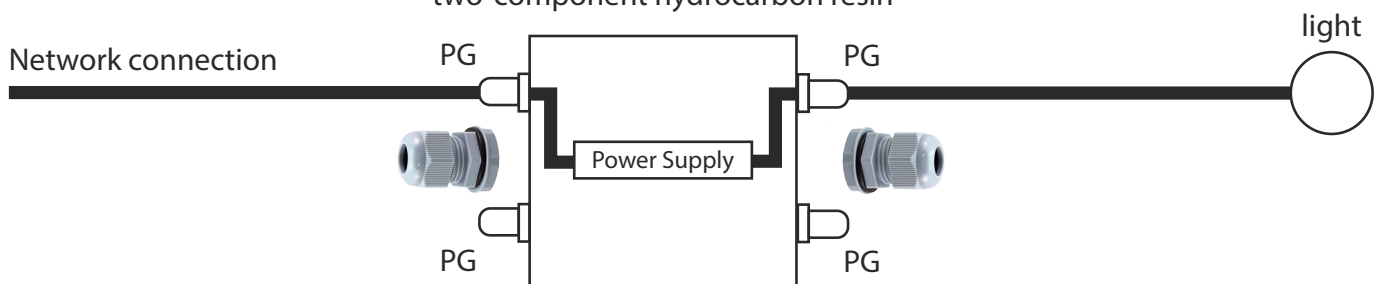 two-component hydrocarbon resin
light
Network connection
PG
PG
Power Supply
PG
PG